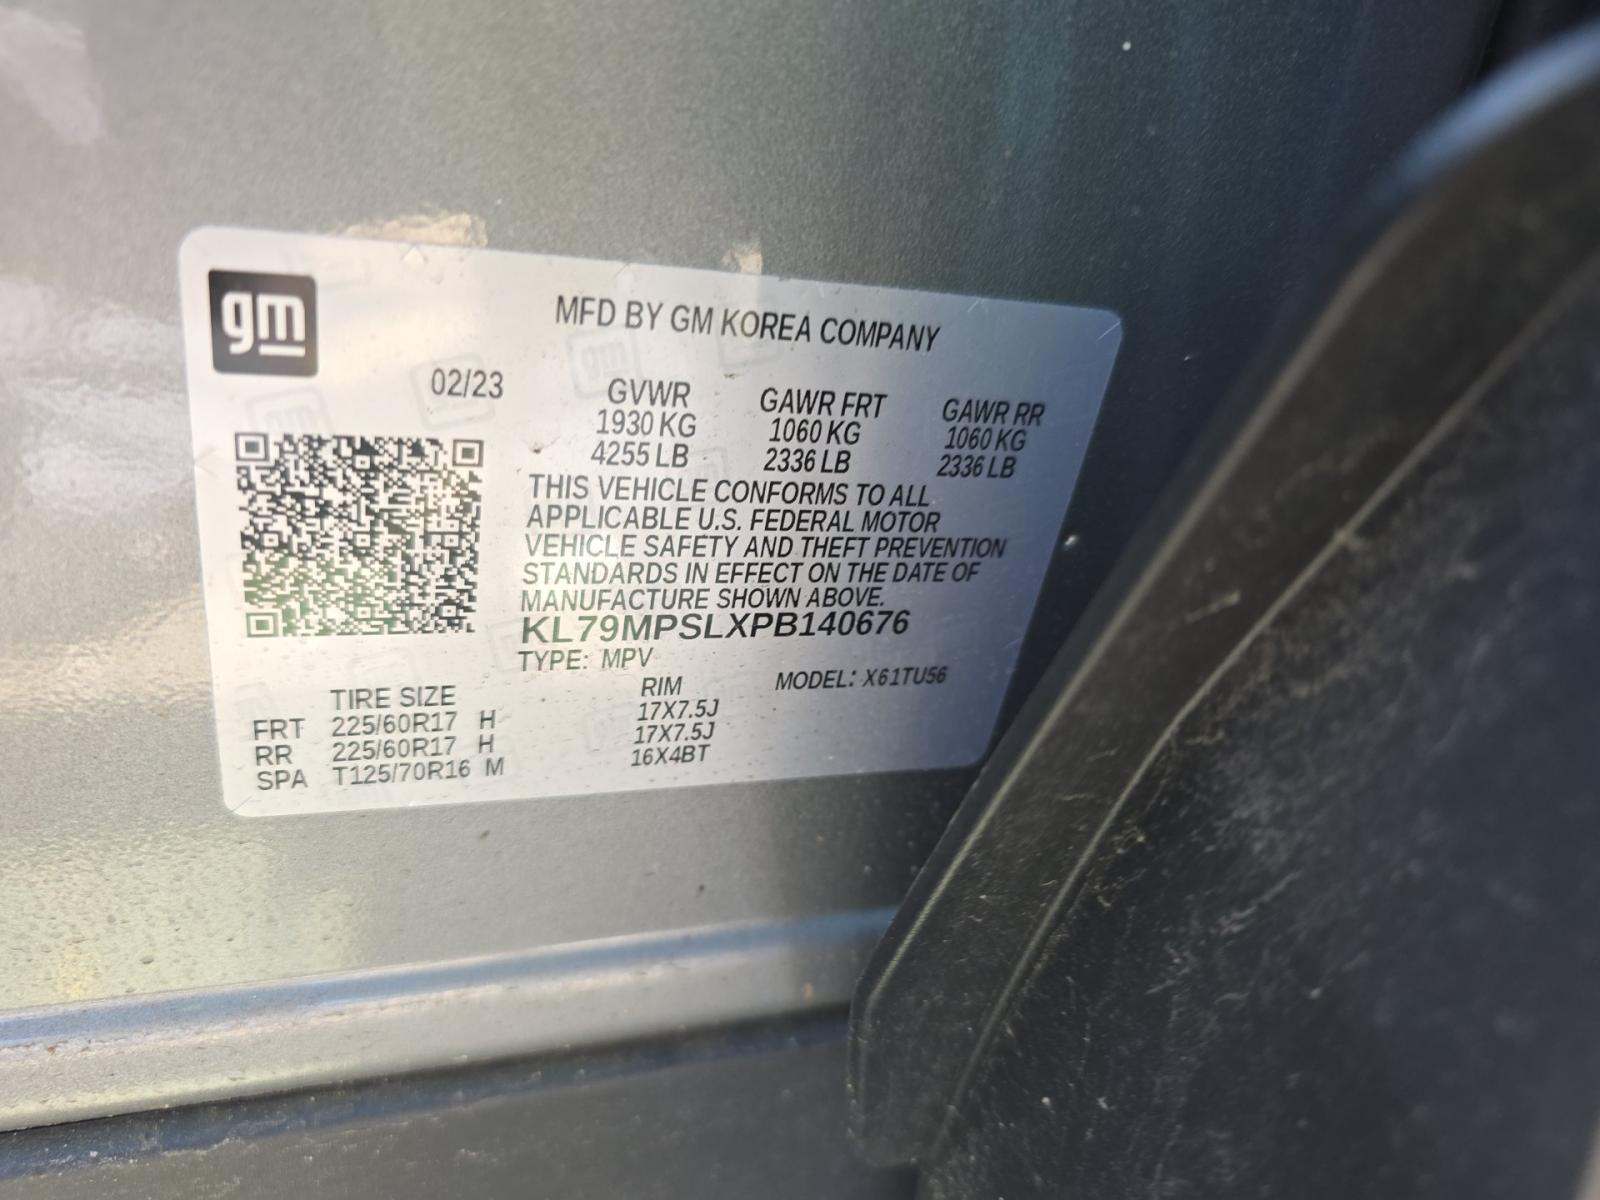 gm
MFD BY GM KOREA COMPANY
02/23 GVWR GAWR FRT GAWR RR
1930 KG 1060 KG 1060 KG
4255 LB 2336 LB 2336 LB
THIS VEHICLE CONFORMS TO ALL
APPLICABLE U.S. FEDERAL MOTOR
VEHICLE SAFETY AND THEFT PREVENTION
STANDARDS IN EFFECT ON THE DATE OF
MANUFACTURE SHOWN ABOVE.
KL79MPSLXPB140676
TYPE: MPV MODEL: X61TU56
TIRE SIZE RIM
FRT 225/60R17 H 17X7.5J
RR 225/60R17 H 17X7.5J
SPA T125/70R16 M 16X4BT